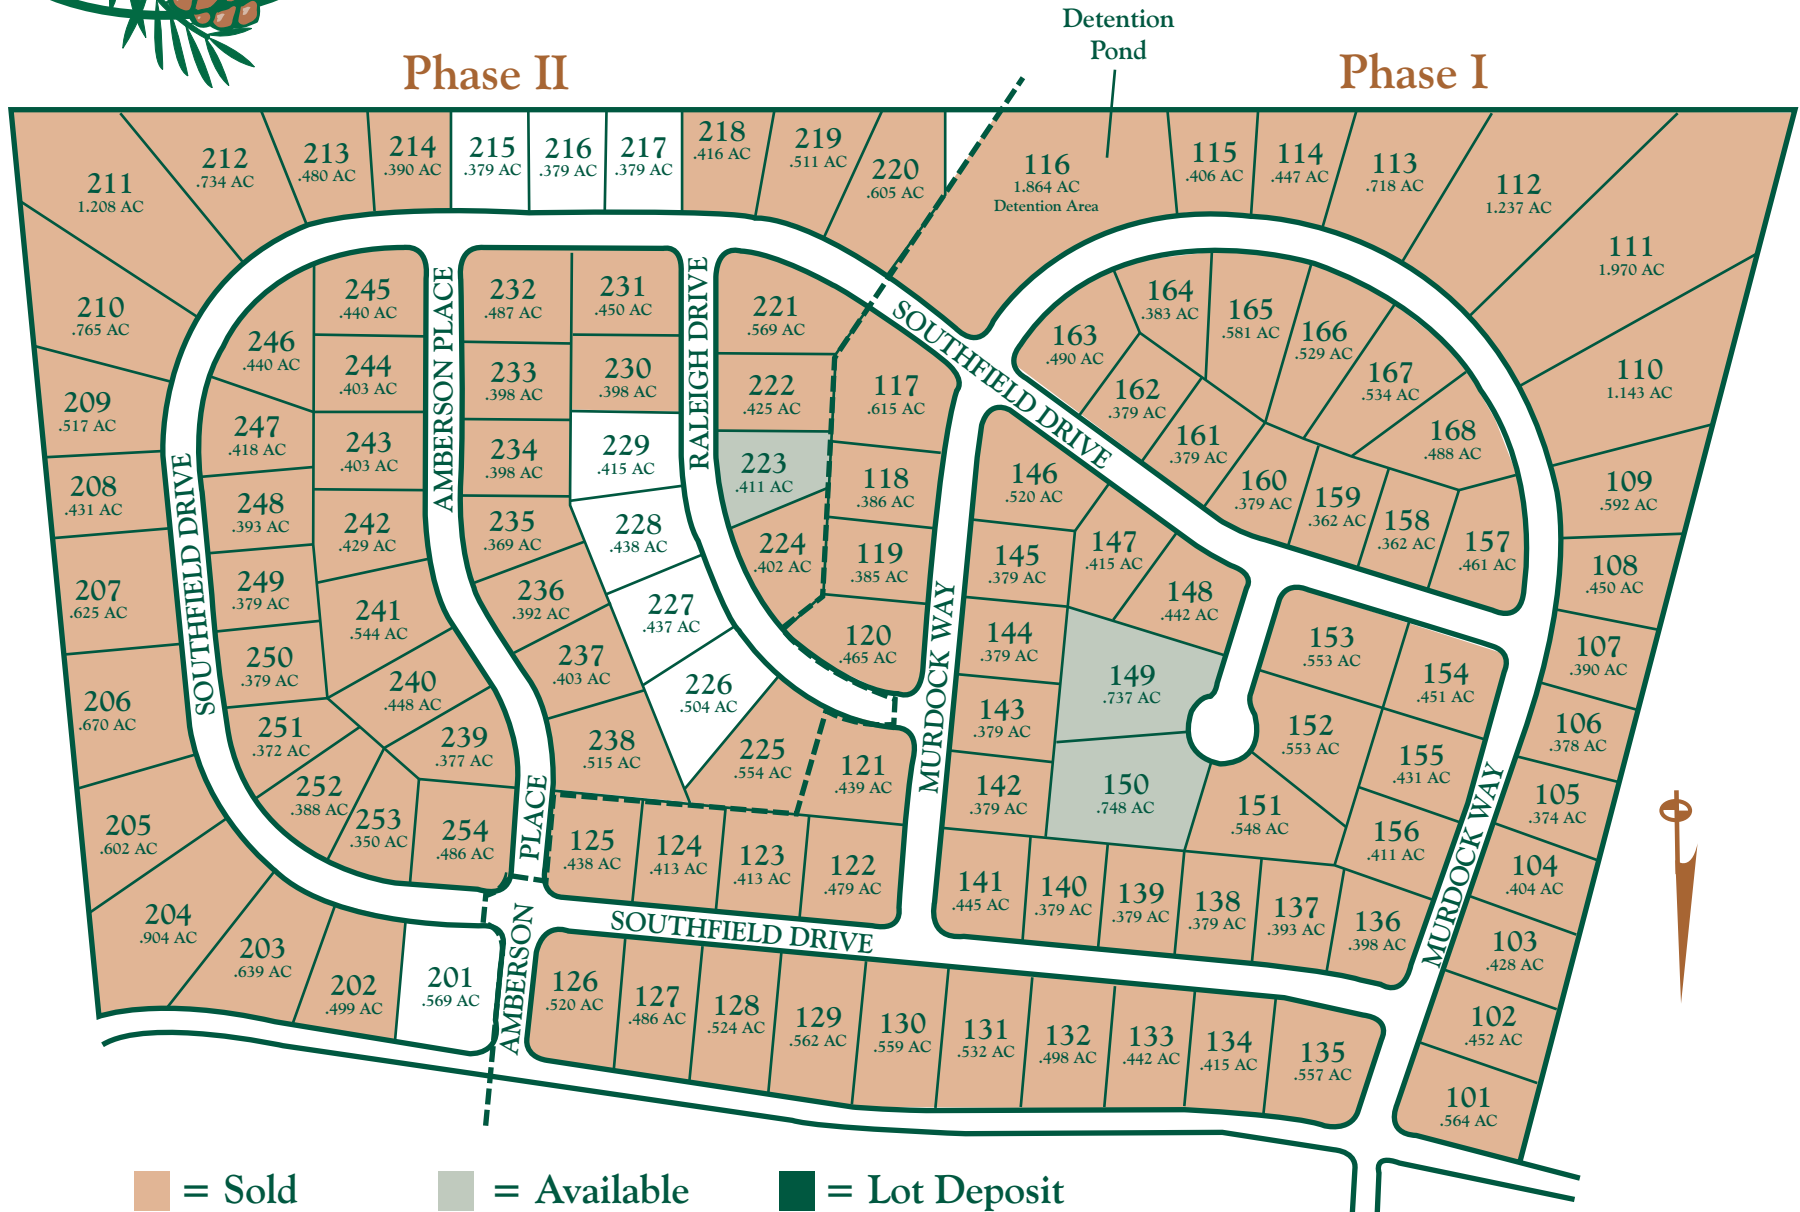 Detention
Pond
Phase II
Phase I
211
1.208 AC
212
.734 AC
213
.480 AC
214
.390 AC
215
.379 AC
216
.379 AC
217
.379 AC
218
.416 AC
219
.511 AC
220
.605 AC
116
1.864 AC
Detention Area
115
.406 AC
114
.447 AC
113
.718 AC
112
1.237 AC
111
1.970 AC
110
1.143 AC
109
.592 AC
108
.450 AC
107
.390 AC
106
.378 AC
105
.374 AC
104
.404 AC
103
.428 AC
102
.452 AC
101
.564 AC
210
.765 AC
209
.517 AC
208
.431 AC
207
.625 AC
206
.670 AC
205
.602 AC
204
.904 AC
203
.639 AC
202
.499 AC
201
.569 AC
SOUTHFIELD DRIVE
246
.440 AC
247
.418 AC
248
.393 AC
249
.379 AC
250
.379 AC
251
.372 AC
252
.388 AC
253
.350 AC
254
.486 AC
245
.440 AC
244
.403 AC
243
.403 AC
242
.429 AC
241
.544 AC
240
.448 AC
239
.377 AC
AMBERSON PLACE
232
.487 AC
233
.398 AC
234
.398 AC
235
.369 AC
236
.392 AC
237
.403 AC
238
.515 AC
231
.450 AC
230
.398 AC
229
.415 AC
228
.438 AC
227
.437 AC
226
.504 AC
225
.554 AC
RALEIGH DRIVE
221
.569 AC
222
.425 AC
223
.411 AC
224
.402 AC
117
.615 AC
118
.386 AC
119
.385 AC
120
.465 AC
121
.439 AC
122
.479 AC
123
.413 AC
124
.413 AC
125
.438 AC
PLACE
AMBERSON
SOUTHFIELD DRIVE
MURDOCK WAY
SOUTHFIELD DRIVE
163
.490 AC
164
.383 AC
165
.581 AC
166
.529 AC
167
.534 AC
168
.488 AC
162
.379 AC
161
.379 AC
160
.379 AC
159
.362 AC
158
.362 AC
157
.461 AC
146
.520 AC
145
.379 AC
147
.415 AC
148
.442 AC
144
.379 AC
143
.379 AC
142
.379 AC
149
.737 AC
150
.748 AC
153
.553 AC
154
.451 AC
152
.553 AC
155
.431 AC
151
.548 AC
156
.411 AC
141
.445 AC
140
.379 AC
139
.379 AC
138
.379 AC
137
.393 AC
136
.398 AC
MURDOCK WAY
126
.520 AC
127
.486 AC
128
.524 AC
129
.562 AC
130
.559 AC
131
.532 AC
132
.498 AC
133
.442 AC
134
.415 AC
135
.557 AC
= Sold
= Available
= Lot Deposit